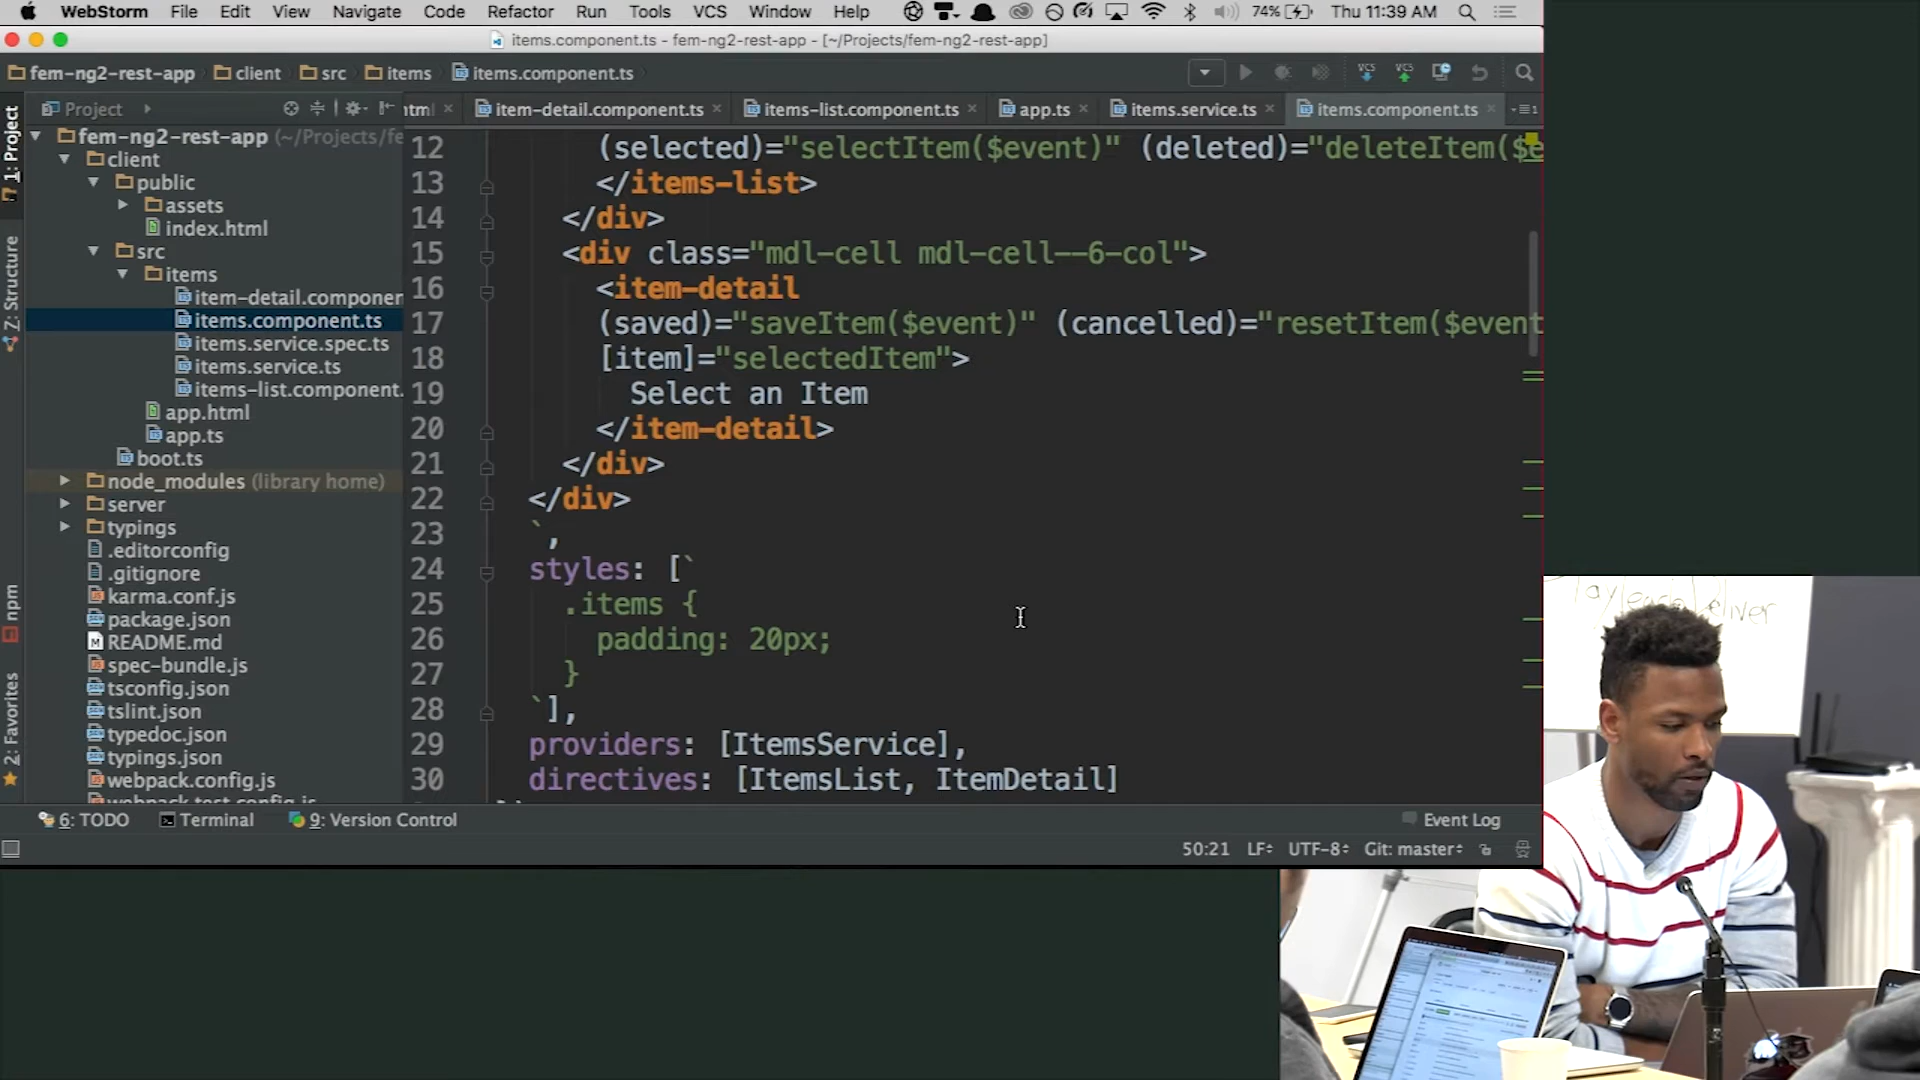 WebStorm File Edit View Navigate Code Refactor Run Tools VCS Window Help 74% Thu 11:39 AM
items.component.ts - fem-ng2-rest-app - [~/Projects/fem-ng2-rest-app]
fem-ng2-rest-app client src items items.component.ts
VCS VCS
1: Project
Z: Structure
npm
2: Favorites
Project
html item-detail.component.ts items-list.component.ts app.ts items.service.ts items.component.ts
fem-ng2-rest-app (~/Projects/fe
client
public
assets
index.html
src
items
item-detail.componen
items.component.ts
items.service.spec.ts
items.service.ts
items-list.component.
app.html
app.ts
boot.ts
node_modules (library home)
server
typings
.editorconfig
.gitignore
karma.conf.js
package.json
README.md
spec-bundle.js
tsconfig.json
tslint.json
typedoc.json
typings.json
webpack.config.js
webpack.test.config.js
12 (selected)="selectItem($event)" (deleted)="deleteItem($e
13 </items-list>
14 </div>
15 <div class="mdl-cell mdl-cell--6-col">
16 <item-detail
17 (saved)="saveItem($event)" (cancelled)="resetItem($event
18 [item]="selectedItem">
19 Select an Item
20 </item-detail>
21 </div>
22 </div>
23 `,
24 styles: [`
25 .items {
26 padding: 20px;
27 }
28 `],
29 providers: [ItemsService],
30 directives: [ItemsList, ItemDetail]
6: TODO Terminal 9: Version Control Event Log
50:21 LF UTF-8 Git: master